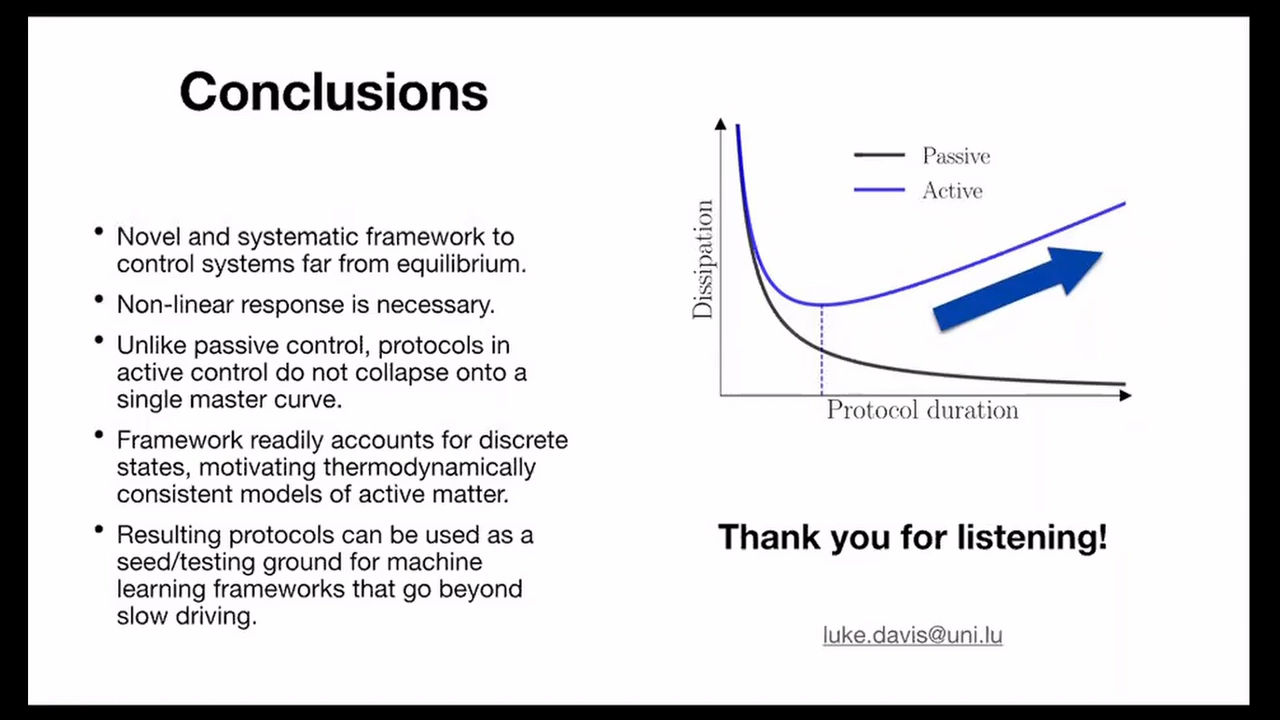 Conclusions
• Novel and systematic framework to
control systems far from equilibrium.
• Non-linear response is necessary.
• Unlike passive control, protocols in
active control do not collapse onto a
single master curve.
• Framework readily accounts for discrete
states, motivating thermodynamically
consistent models of active matter.
• Resulting protocols can be used as a
seed/testing ground for machine
learning frameworks that go beyond
slow driving.
Passive
Active
Dissipation
Protocol duration
Thank you for listening!
luke.davis@uni.lu